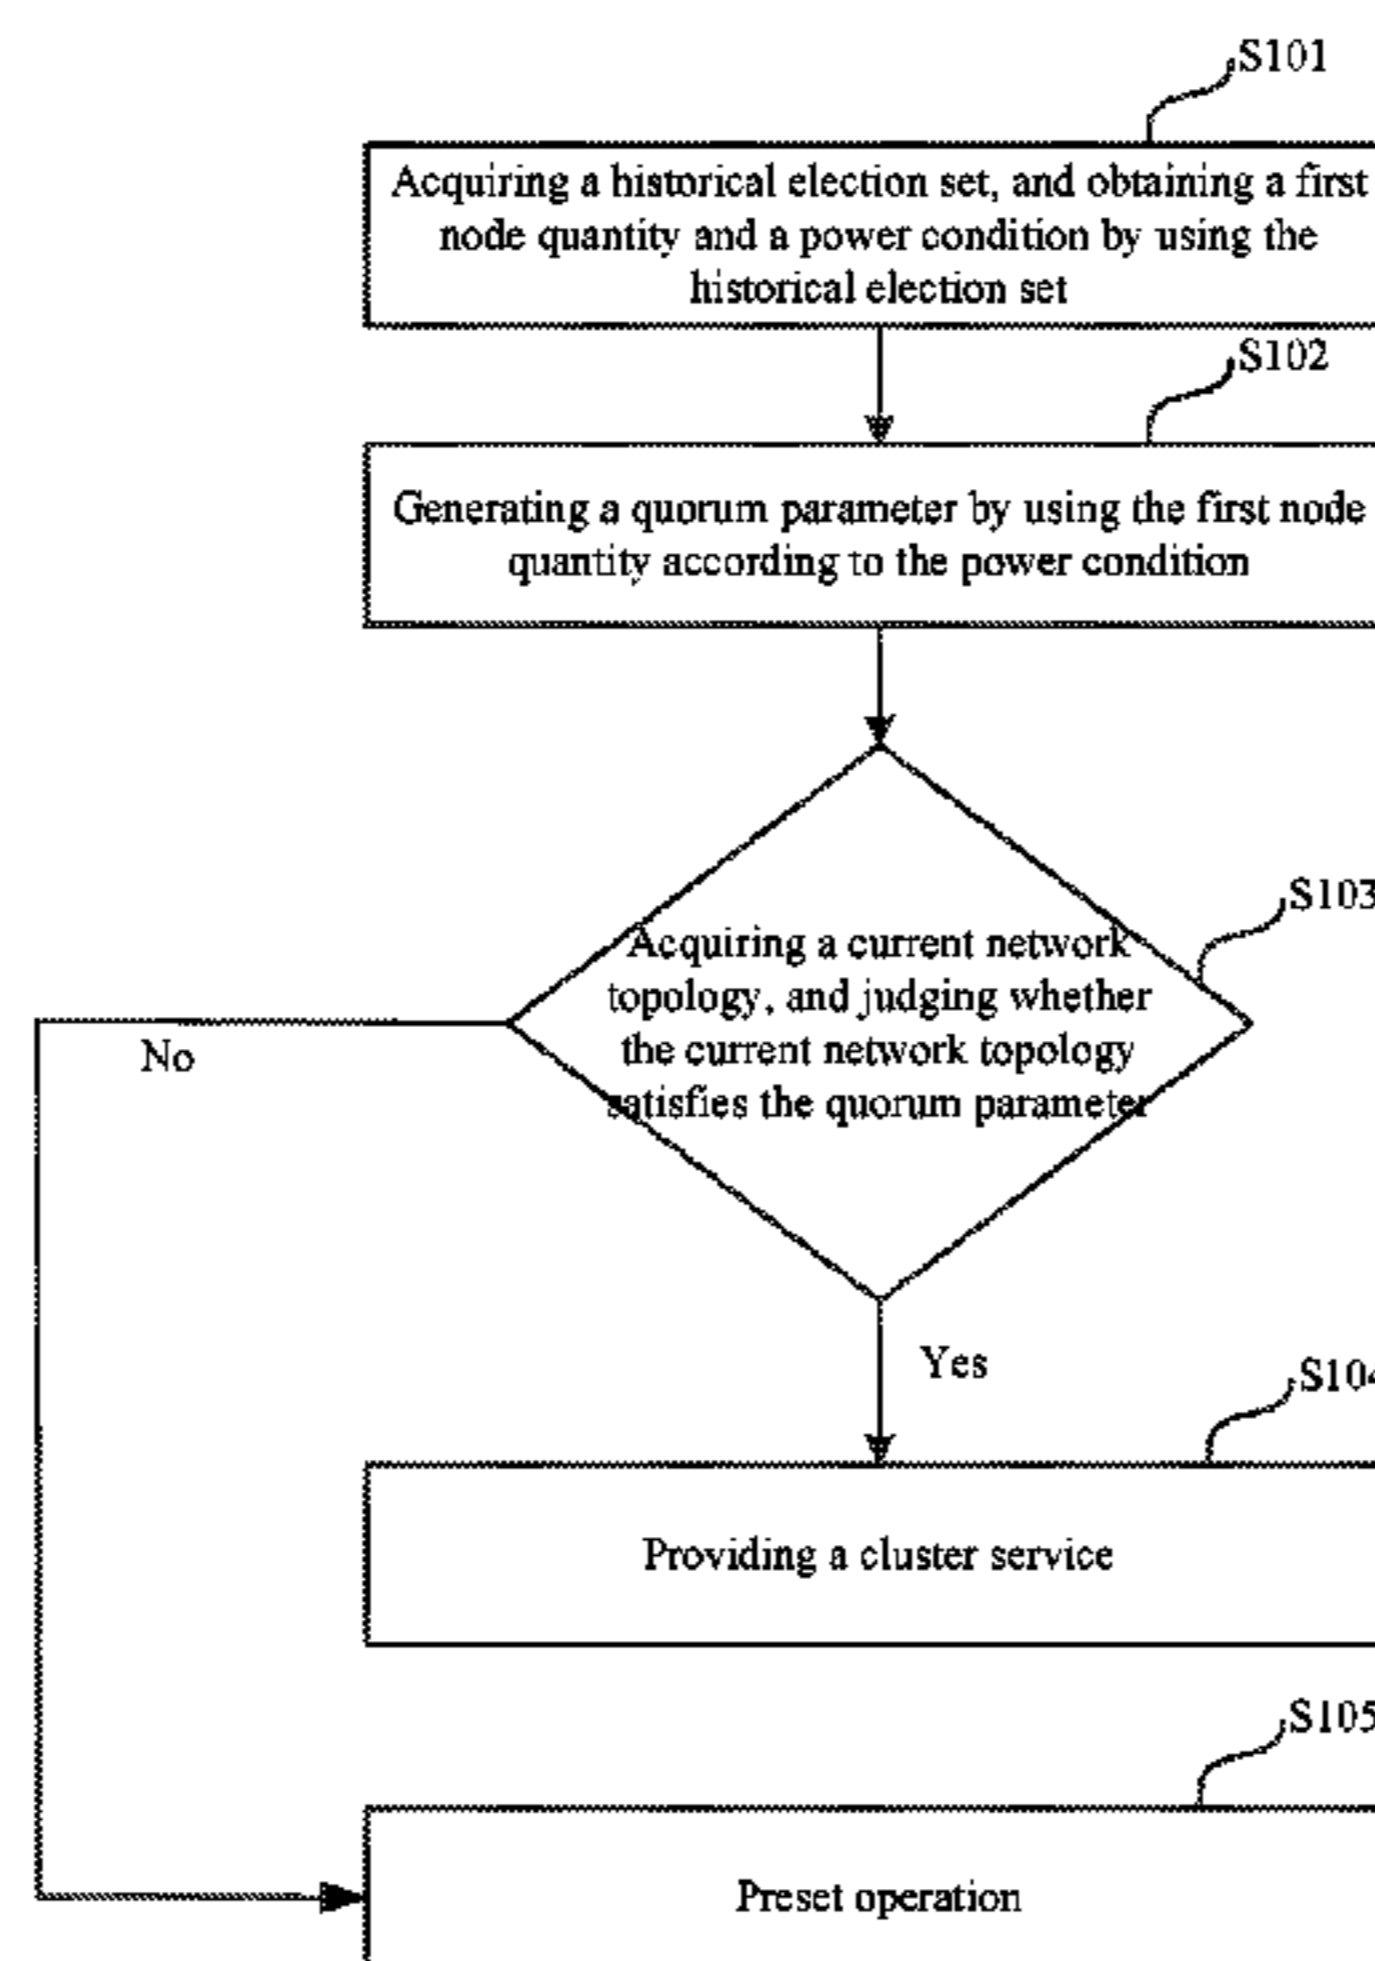 S101
Acquiring a historical election set, and obtaining a first
node quantity and a power condition by using the
historical election set
S102
Generating a quorum parameter by using the first node
quantity according to the power condition
S103
Acquiring a current network
topology, and judging whether
the current network topology
satisfies the quorum parameter
No
Yes
S104
Providing a cluster service
S105
Preset operation